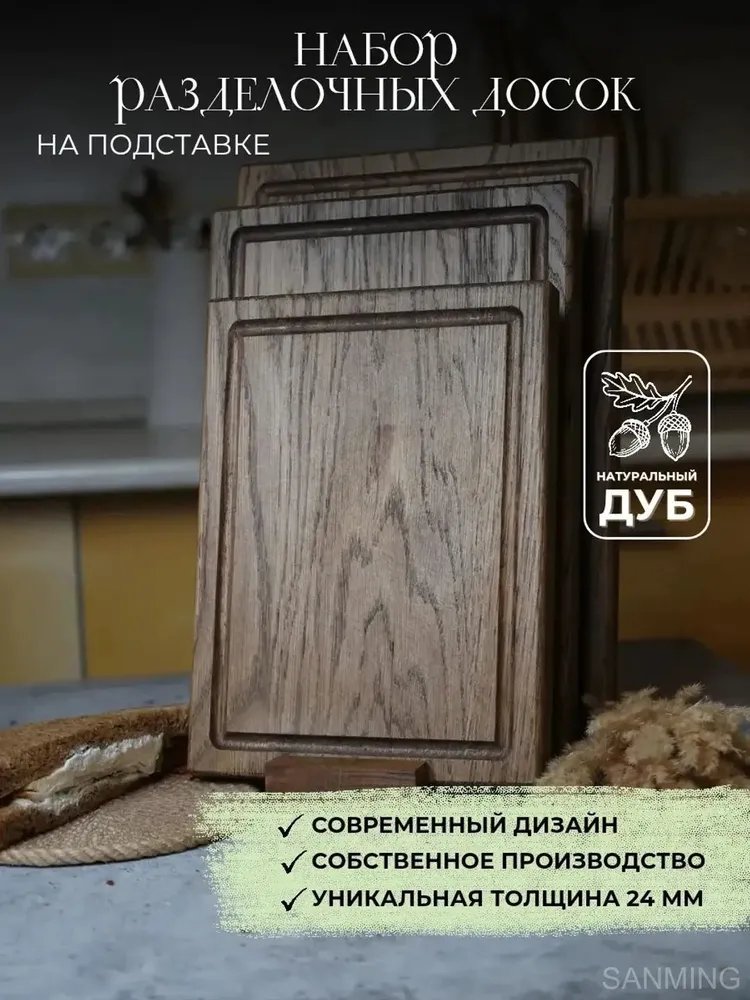 НАБОР
РАЗДЕЛОЧНЫХ ДОСОК
НА ПОДСТАВКЕ
НАТУРАЛЬНЫЙ
ДУБ
СОВРЕМЕННЫЙ ДИЗАЙН
СОБСТВЕННОЕ ПРОИЗВОДСТВО
УНИКАЛЬНАЯ ТОЛЩИНА 24 ММ
SANMING